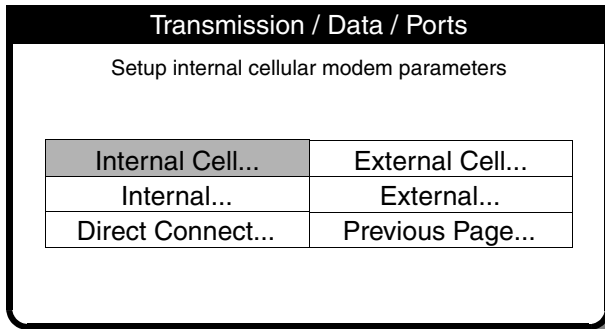 Transmission / Data / Ports
Setup internal cellular modem parameters
Internal Cell... External Cell...
Internal... External...
Direct Connect... Previous Page...